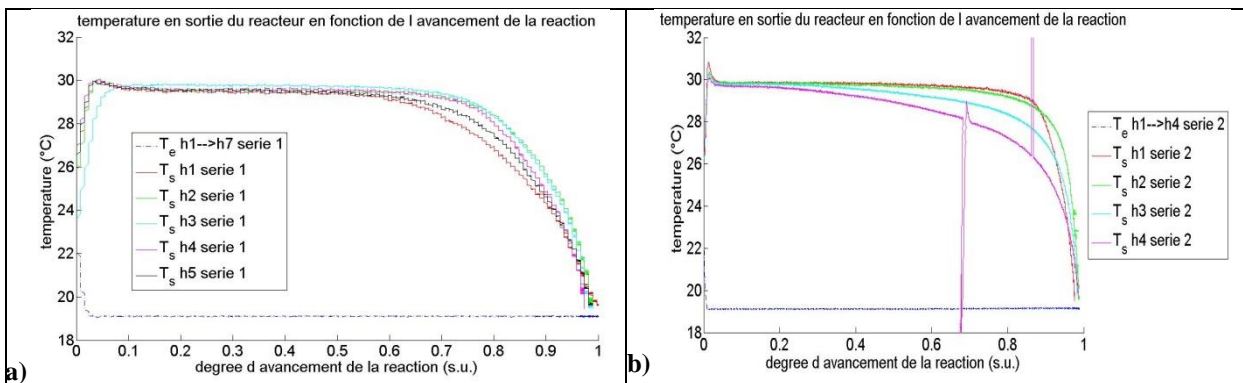 temperature en sortie du reacteur en fonction de l avancement de la reaction
32
30
28
26
24
22
20
18
temperature (°C)
T_e h1-->h7 serie 1
T_s h1 serie 1
T_s h2 serie 1
T_s h3 serie 1
T_s h4 serie 1
T_s h5 serie 1
0 0.1 0.2 0.3 0.4 0.5 0.6 0.7 0.8 0.9 1
degree d avancement de la reaction (s.u.)
a)
temperature en sortie du reacteur en fonction de l avancement de la reaction
32
30
28
26
24
22
20
18
temperature (°C)
T_e h1-->h4 serie 2
T_s h1 serie 2
T_s h2 serie 2
T_s h3 serie 2
T_s h4 serie 2
0 0.2 0.4 0.6 0.8 1
degree d avancement de la reaction (s.u.)
b)